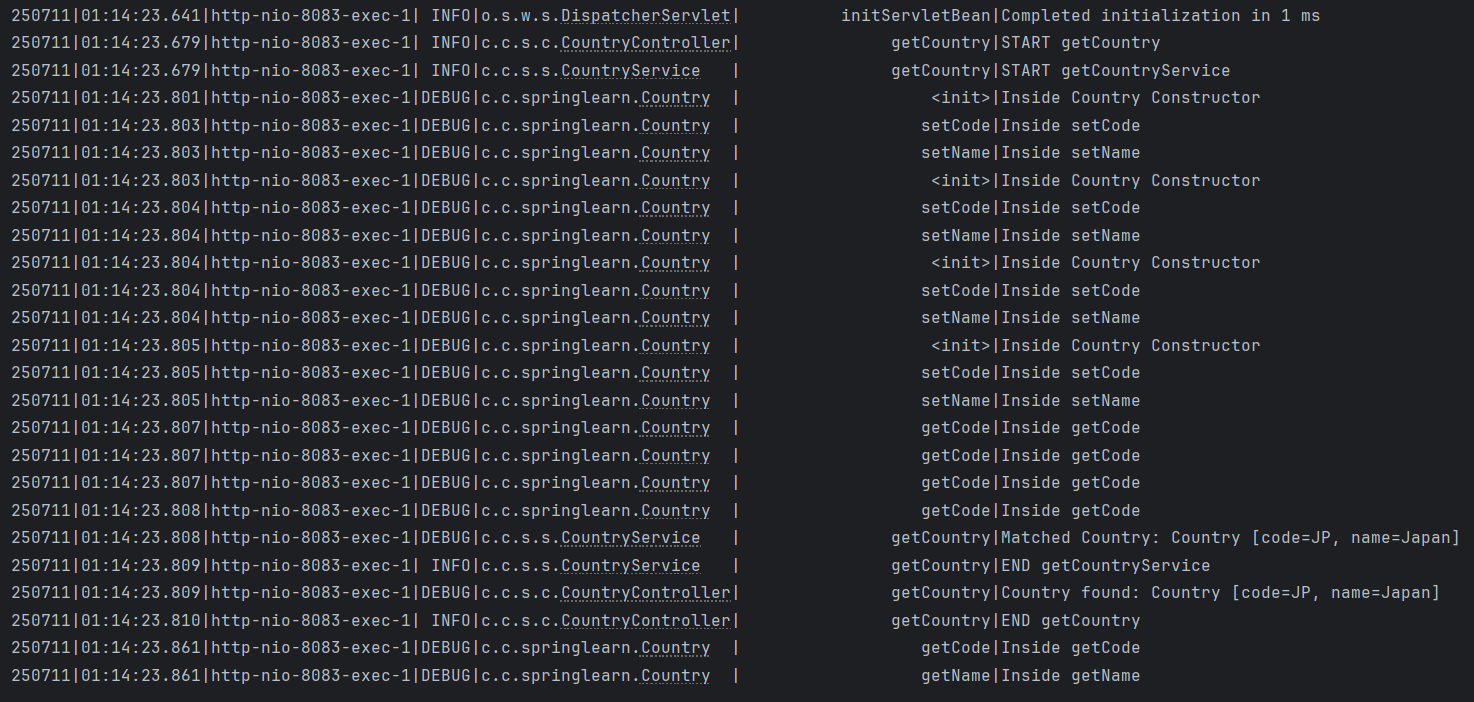 250711|01:14:23.641|http-nio-8083-exec-1| INFO|o.s.w.s.DispatcherServlet|          initServletBean|Completed initialization in 1 ms
250711|01:14:23.679|http-nio-8083-exec-1| INFO|c.c.s.c.CountryController|               getCountry|START getCountry
250711|01:14:23.679|http-nio-8083-exec-1| INFO|c.c.s.s.CountryService   |               getCountry|START getCountryService
250711|01:14:23.801|http-nio-8083-exec-1|DEBUG|c.c.springlearn.Country  |                   <init>|Inside Country Constructor
250711|01:14:23.803|http-nio-8083-exec-1|DEBUG|c.c.springlearn.Country  |                  setCode|Inside setCode
250711|01:14:23.803|http-nio-8083-exec-1|DEBUG|c.c.springlearn.Country  |                  setName|Inside setName
250711|01:14:23.803|http-nio-8083-exec-1|DEBUG|c.c.springlearn.Country  |                   <init>|Inside Country Constructor
250711|01:14:23.804|http-nio-8083-exec-1|DEBUG|c.c.springlearn.Country  |                  setCode|Inside setCode
250711|01:14:23.804|http-nio-8083-exec-1|DEBUG|c.c.springlearn.Country  |                  setName|Inside setName
250711|01:14:23.804|http-nio-8083-exec-1|DEBUG|c.c.springlearn.Country  |                   <init>|Inside Country Constructor
250711|01:14:23.804|http-nio-8083-exec-1|DEBUG|c.c.springlearn.Country  |                  setCode|Inside setCode
250711|01:14:23.804|http-nio-8083-exec-1|DEBUG|c.c.springlearn.Country  |                  setName|Inside setName
250711|01:14:23.805|http-nio-8083-exec-1|DEBUG|c.c.springlearn.Country  |                   <init>|Inside Country Constructor
250711|01:14:23.805|http-nio-8083-exec-1|DEBUG|c.c.springlearn.Country  |                  setCode|Inside setCode
250711|01:14:23.805|http-nio-8083-exec-1|DEBUG|c.c.springlearn.Country  |                  setName|Inside setName
250711|01:14:23.807|http-nio-8083-exec-1|DEBUG|c.c.springlearn.Country  |                  getCode|Inside getCode
250711|01:14:23.807|http-nio-8083-exec-1|DEBUG|c.c.springlearn.Country  |                  getCode|Inside getCode
250711|01:14:23.807|http-nio-8083-exec-1|DEBUG|c.c.springlearn.Country  |                  getCode|Inside getCode
250711|01:14:23.808|http-nio-8083-exec-1|DEBUG|c.c.springlearn.Country  |                  getCode|Inside getCode
250711|01:14:23.808|http-nio-8083-exec-1|DEBUG|c.c.s.s.CountryService   |               getCountry|Matched Country: Country [code=JP, name=Japan]
250711|01:14:23.809|http-nio-8083-exec-1| INFO|c.c.s.s.CountryService   |               getCountry|END getCountryService
250711|01:14:23.809|http-nio-8083-exec-1|DEBUG|c.c.s.c.CountryController|               getCountry|Country found: Country [code=JP, name=Japan]
250711|01:14:23.810|http-nio-8083-exec-1| INFO|c.c.s.c.CountryController|               getCountry|END getCountry
250711|01:14:23.861|http-nio-8083-exec-1|DEBUG|c.c.springlearn.Country  |                  getCode|Inside getCode
250711|01:14:23.861|http-nio-8083-exec-1|DEBUG|c.c.springlearn.Country  |                  getName|Inside getName